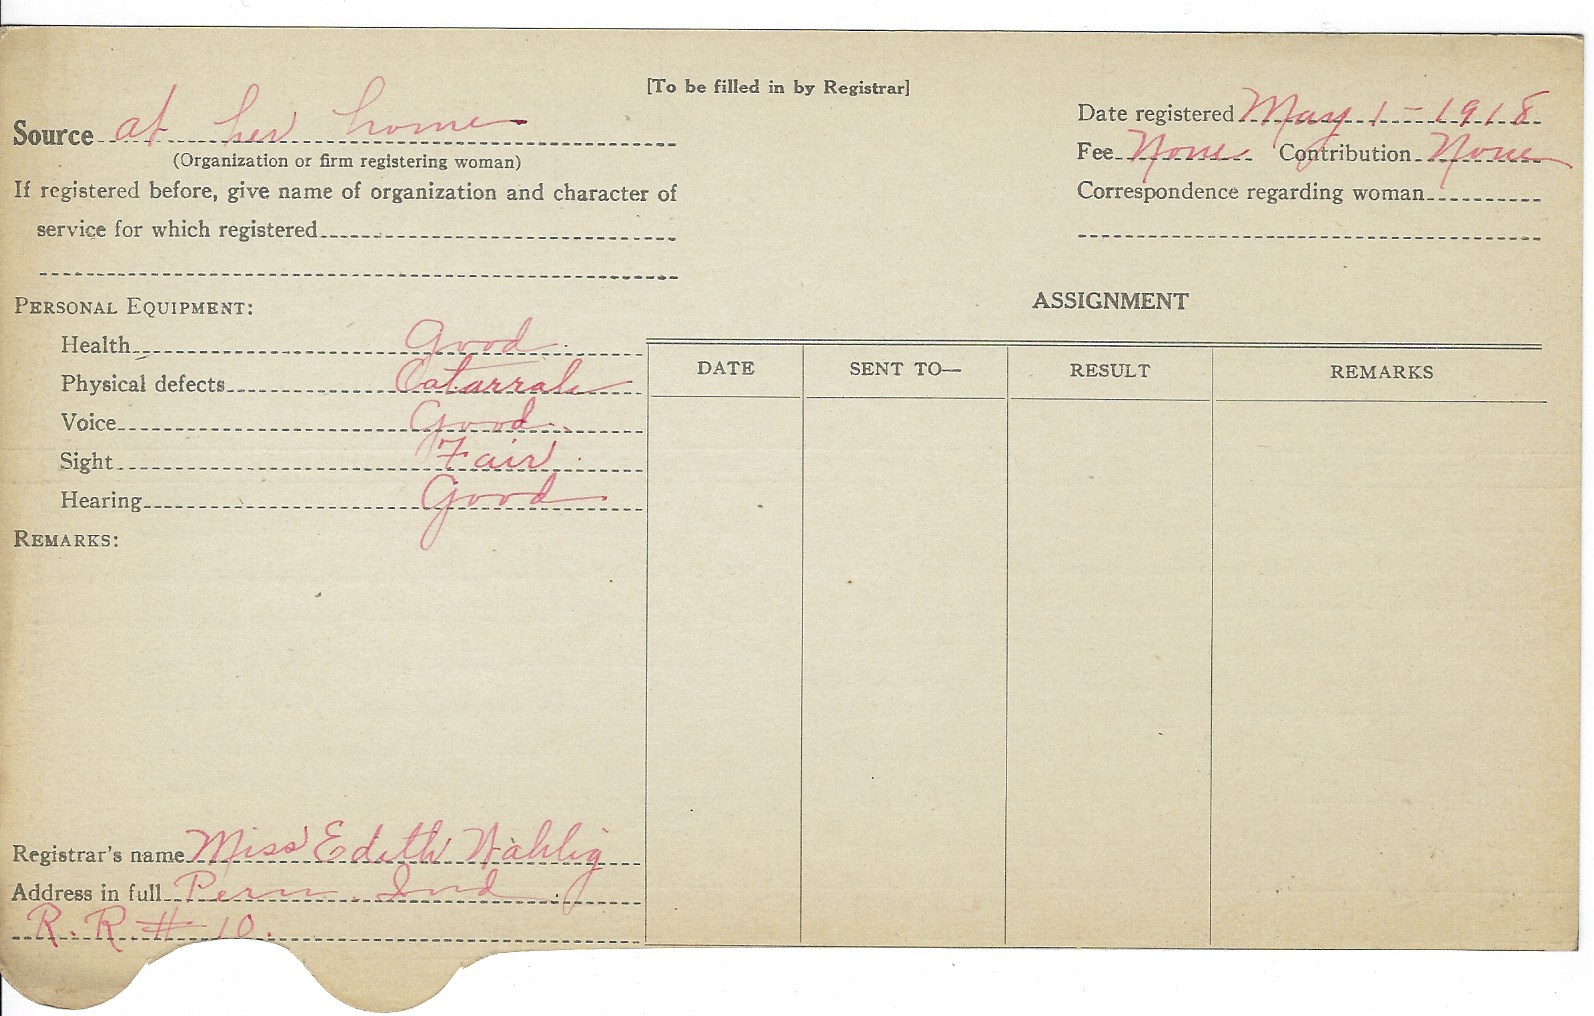 [To be filled in by Registrar]
Source at her home
(Organization or firm registering woman)
If registered before, give name of organization and character of
service for which registered
Date registered May 1 - 1918
Fee None Contribution None
Correspondence regarding woman
PERSONAL EQUIPMENT:
Health Good
Physical defects Catarrah
Voice Good
Sight Fair
Hearing Good
REMARKS:
ASSIGNMENT
DATE SENT TO— RESULT REMARKS
Registrar's name Miss Edith Wahlig
Address in full Peru Ind
R. R # 10.